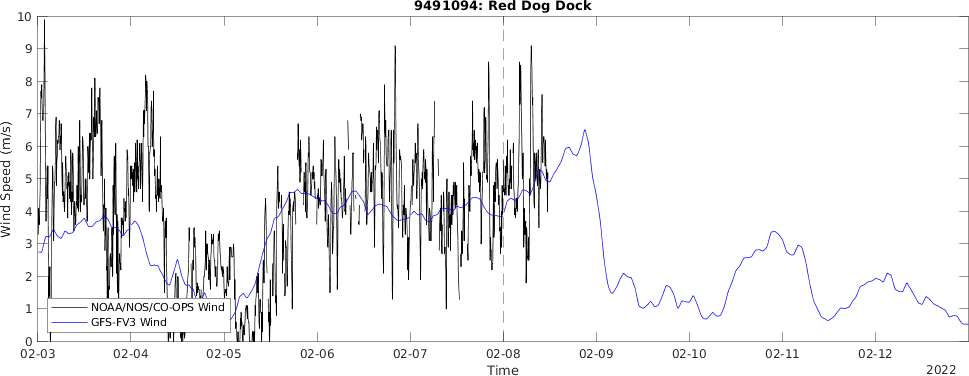 9491094: Red Dog Dock
Wind Speed (m/s)
10
9
8
7
6
5
4
3
2
1
0
NOAA/NOS/CO-OPS Wind
GFS-FV3 Wind
02-03 02-04 02-05 02-06 02-07 02-08 02-09 02-10 02-11 02-12
Time
2022